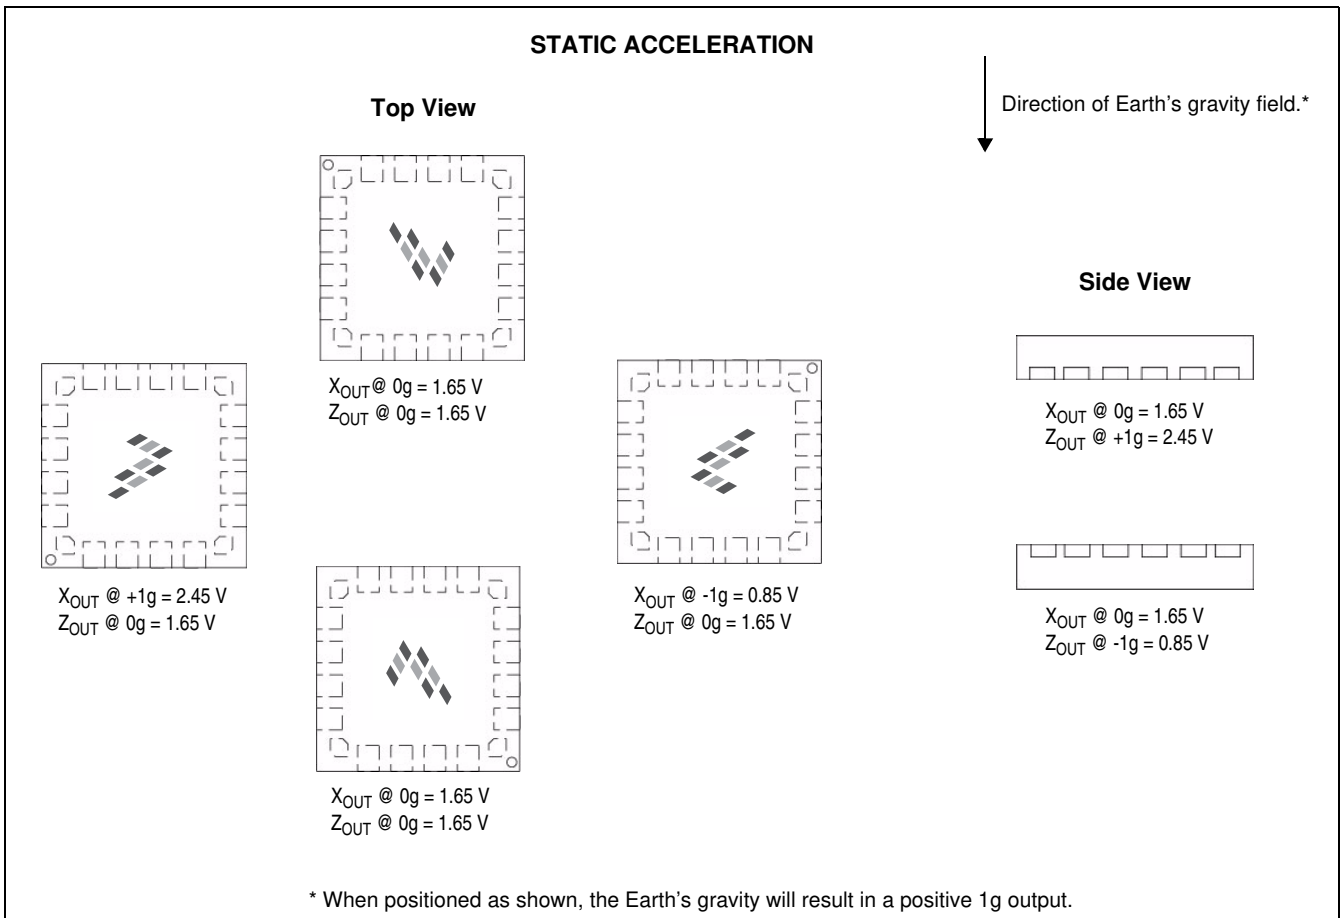 STATIC ACCELERATION
Direction of Earth's gravity field.*
Top View
Side View
XOUT@ 0g = 1.65 V
ZOUT @ 0g = 1.65 V
XOUT @ +1g = 2.45 V
ZOUT @ 0g = 1.65 V
XOUT @ -1g = 0.85 V
ZOUT @ 0g = 1.65 V
XOUT @ 0g = 1.65 V
ZOUT @ 0g = 1.65 V
XOUT @ 0g = 1.65 V
ZOUT @ +1g = 2.45 V
XOUT @ 0g = 1.65 V
ZOUT @ -1g = 0.85 V
* When positioned as shown, the Earth's gravity will result in a positive 1g output.